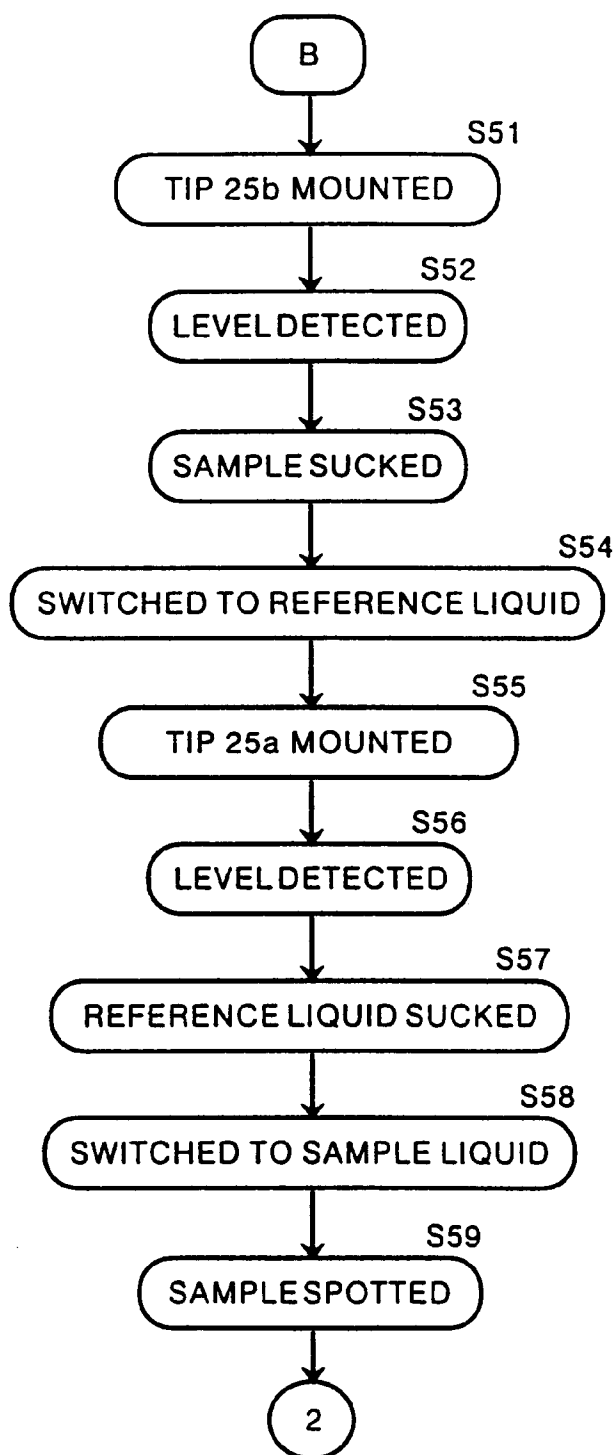 B
S51
TIP 25b MOUNTED
S52
LEVEL DETECTED
S53
SAMPLE SUCKED
S54
SWITCHED TO REFERENCE LIQUID
S55
TIP 25a MOUNTED
S56
LEVEL DETECTED
S57
REFERENCE LIQUID SUCKED
S58
SWITCHED TO SAMPLE LIQUID
S59
SAMPLE SPOTTED
2